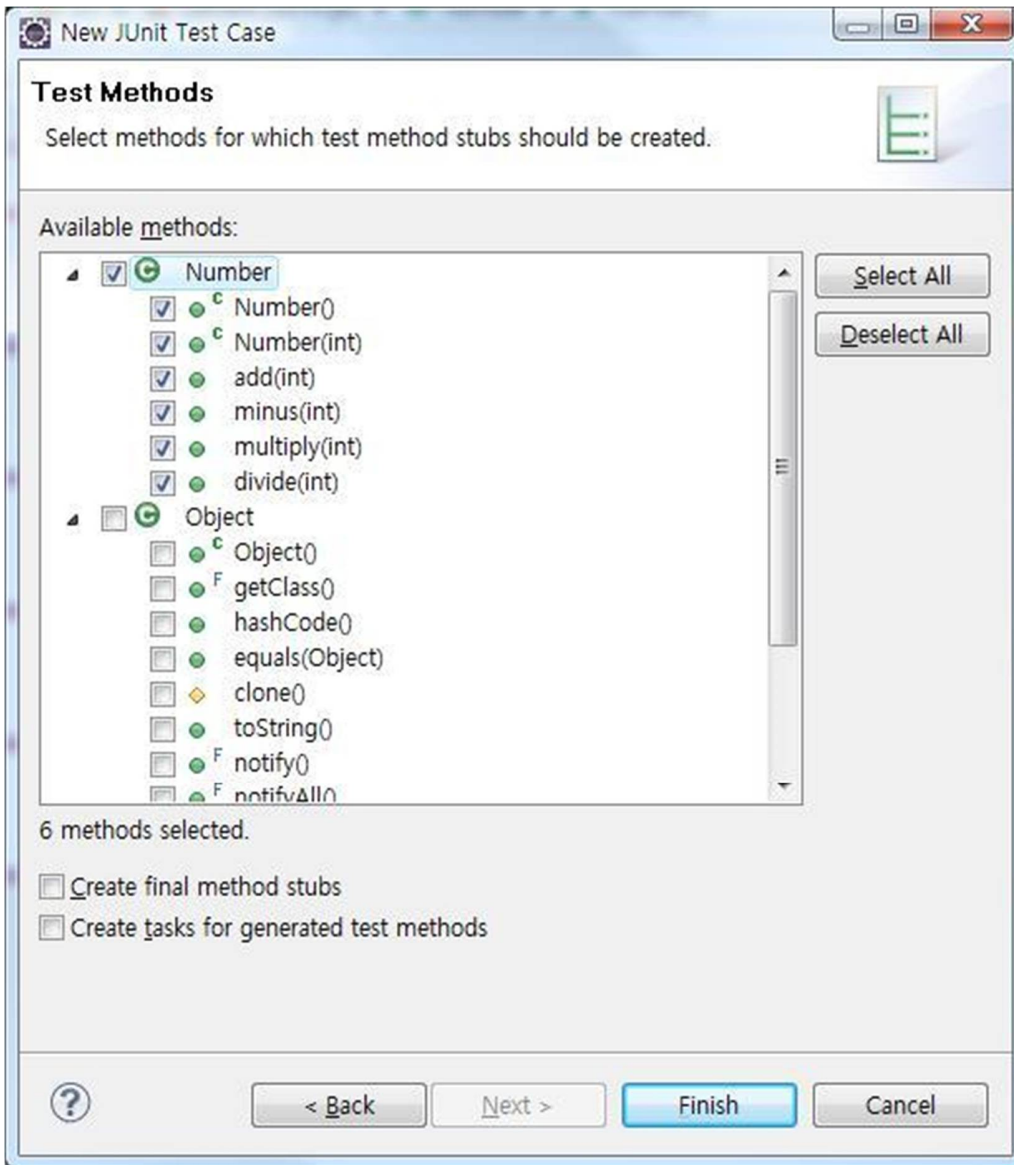 New JUnit Test Case
Test Methods
Select methods for which test method stubs should be created.
Available methods:
Number
Number()
Number(int)
add(int)
minus(int)
multiply(int)
divide(int)
Object
Object()
getClass()
hashCode()
equals(Object)
clone()
toString()
notify()
notifyAll()
Select All
Deselect All
6 methods selected.
Create final method stubs
Create tasks for generated test methods
< Back
Next >
Finish
Cancel